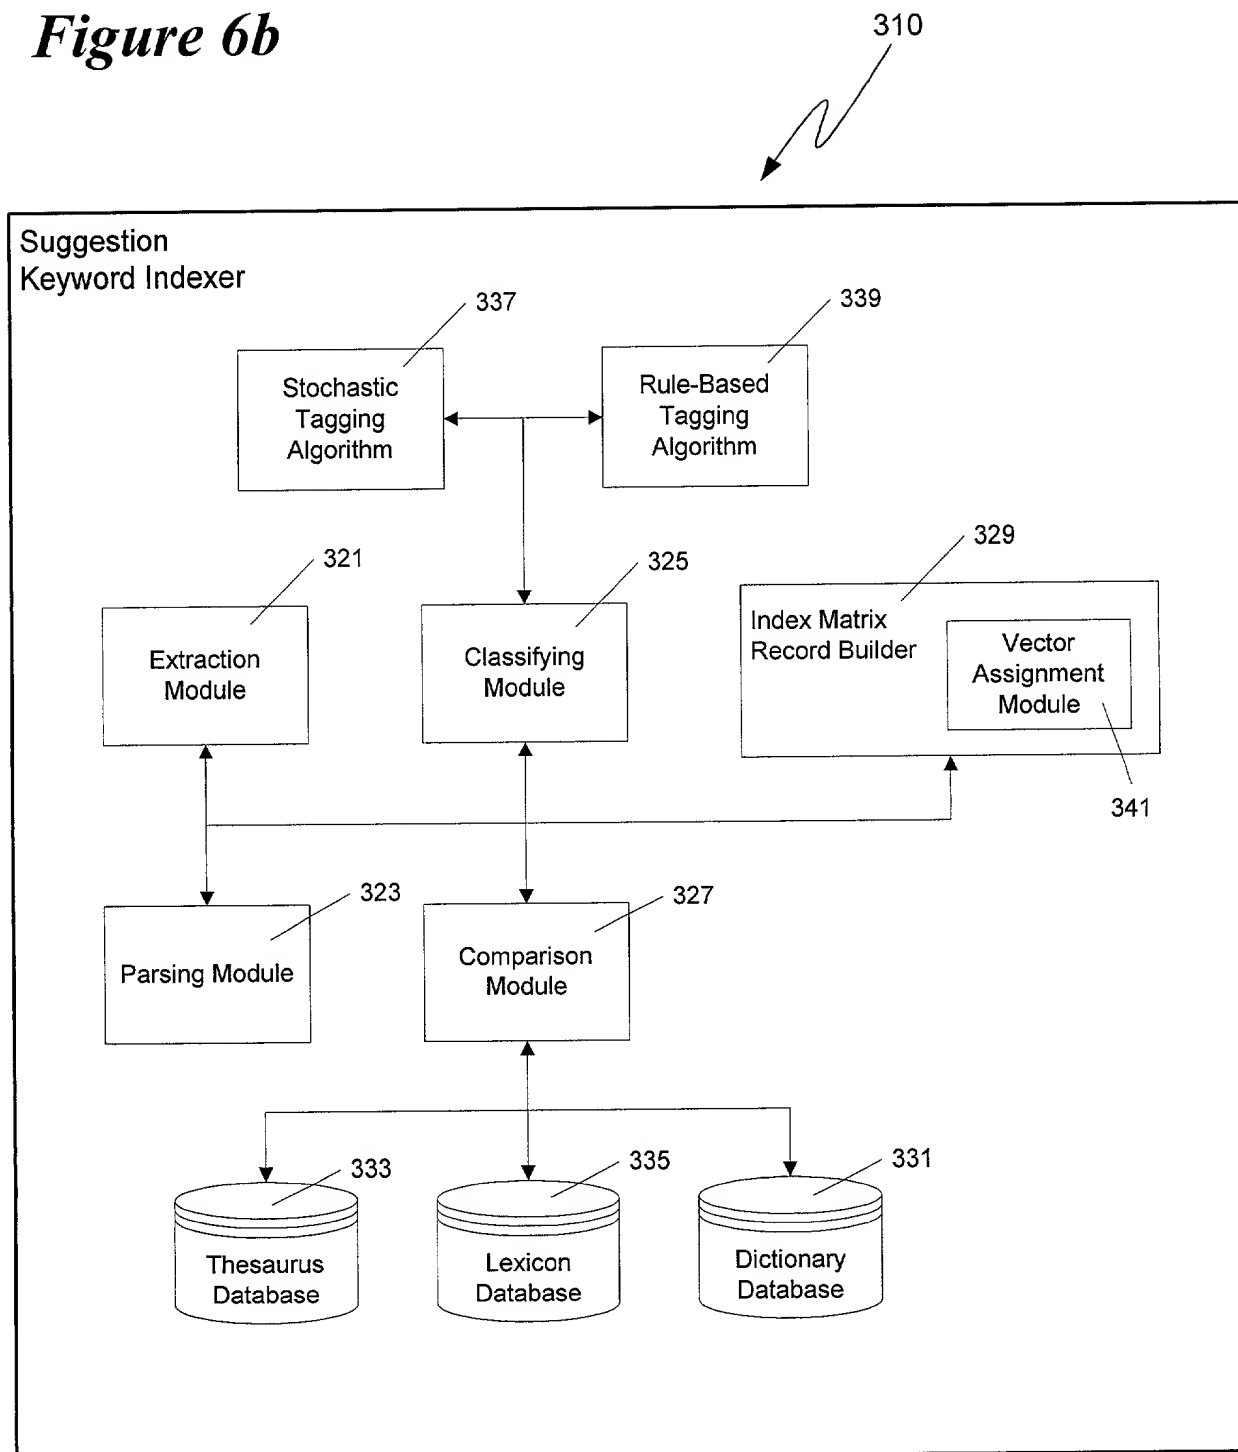 Figure 6b
310
Suggestion
Keyword Indexer
337
339
Stochastic
Tagging
Algorithm
Rule-Based
Tagging
Algorithm
321
325
329
Extraction
Module
Classifying
Module
Index Matrix
Record Builder
Vector
Assignment
Module
341
323
327
Parsing Module
Comparison
Module
333
335
331
Thesaurus
Database
Lexicon
Database
Dictionary
Database